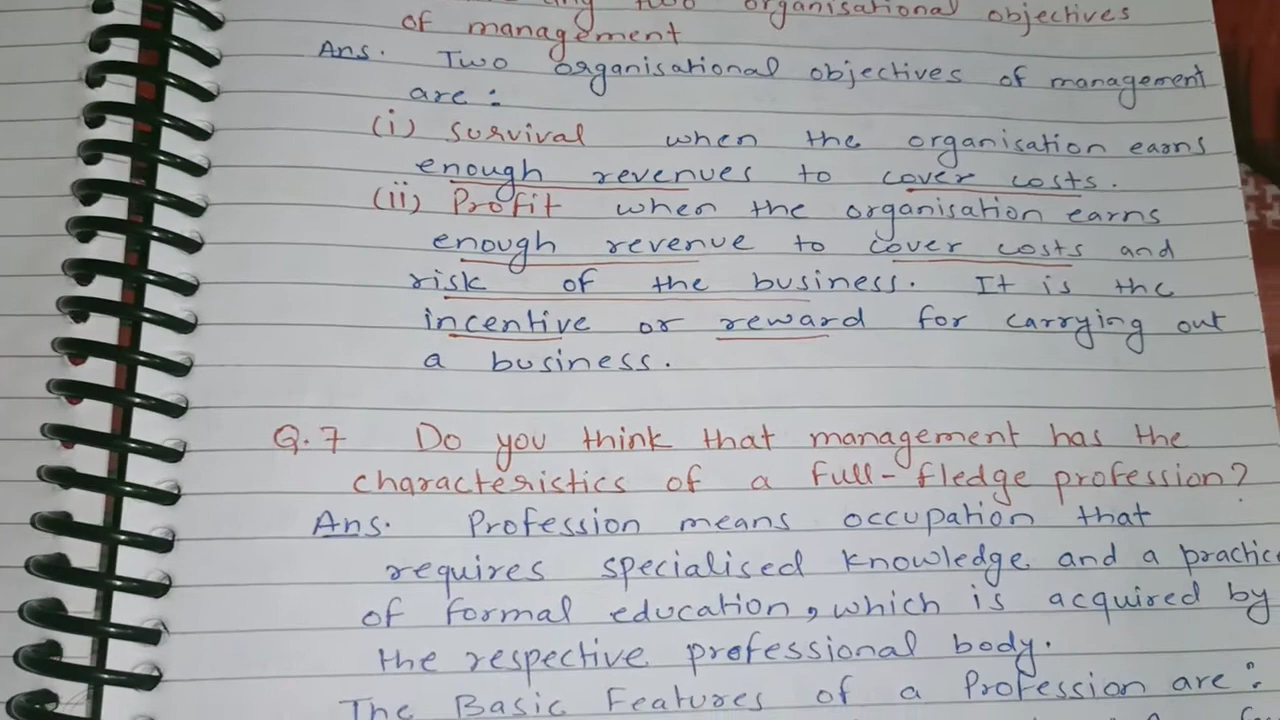 any two organisational objectives
of management
Ans. Two organisational objectives of management
are :
(i) Survival when the organisation earns
enough revenues to cover costs.
(ii) Profit when the organisation earns
enough revenue to cover costs and
risk of the business. It is the
incentive or reward for carrying out
a business.
Q.7 Do you think that management has the
characteristics of a full-fledge profession?
Ans. Profession means occupation that
requires specialised knowledge and a practic
of formal education, which is acquired by
the respective professional body.
The Basic Features of a Profession are :